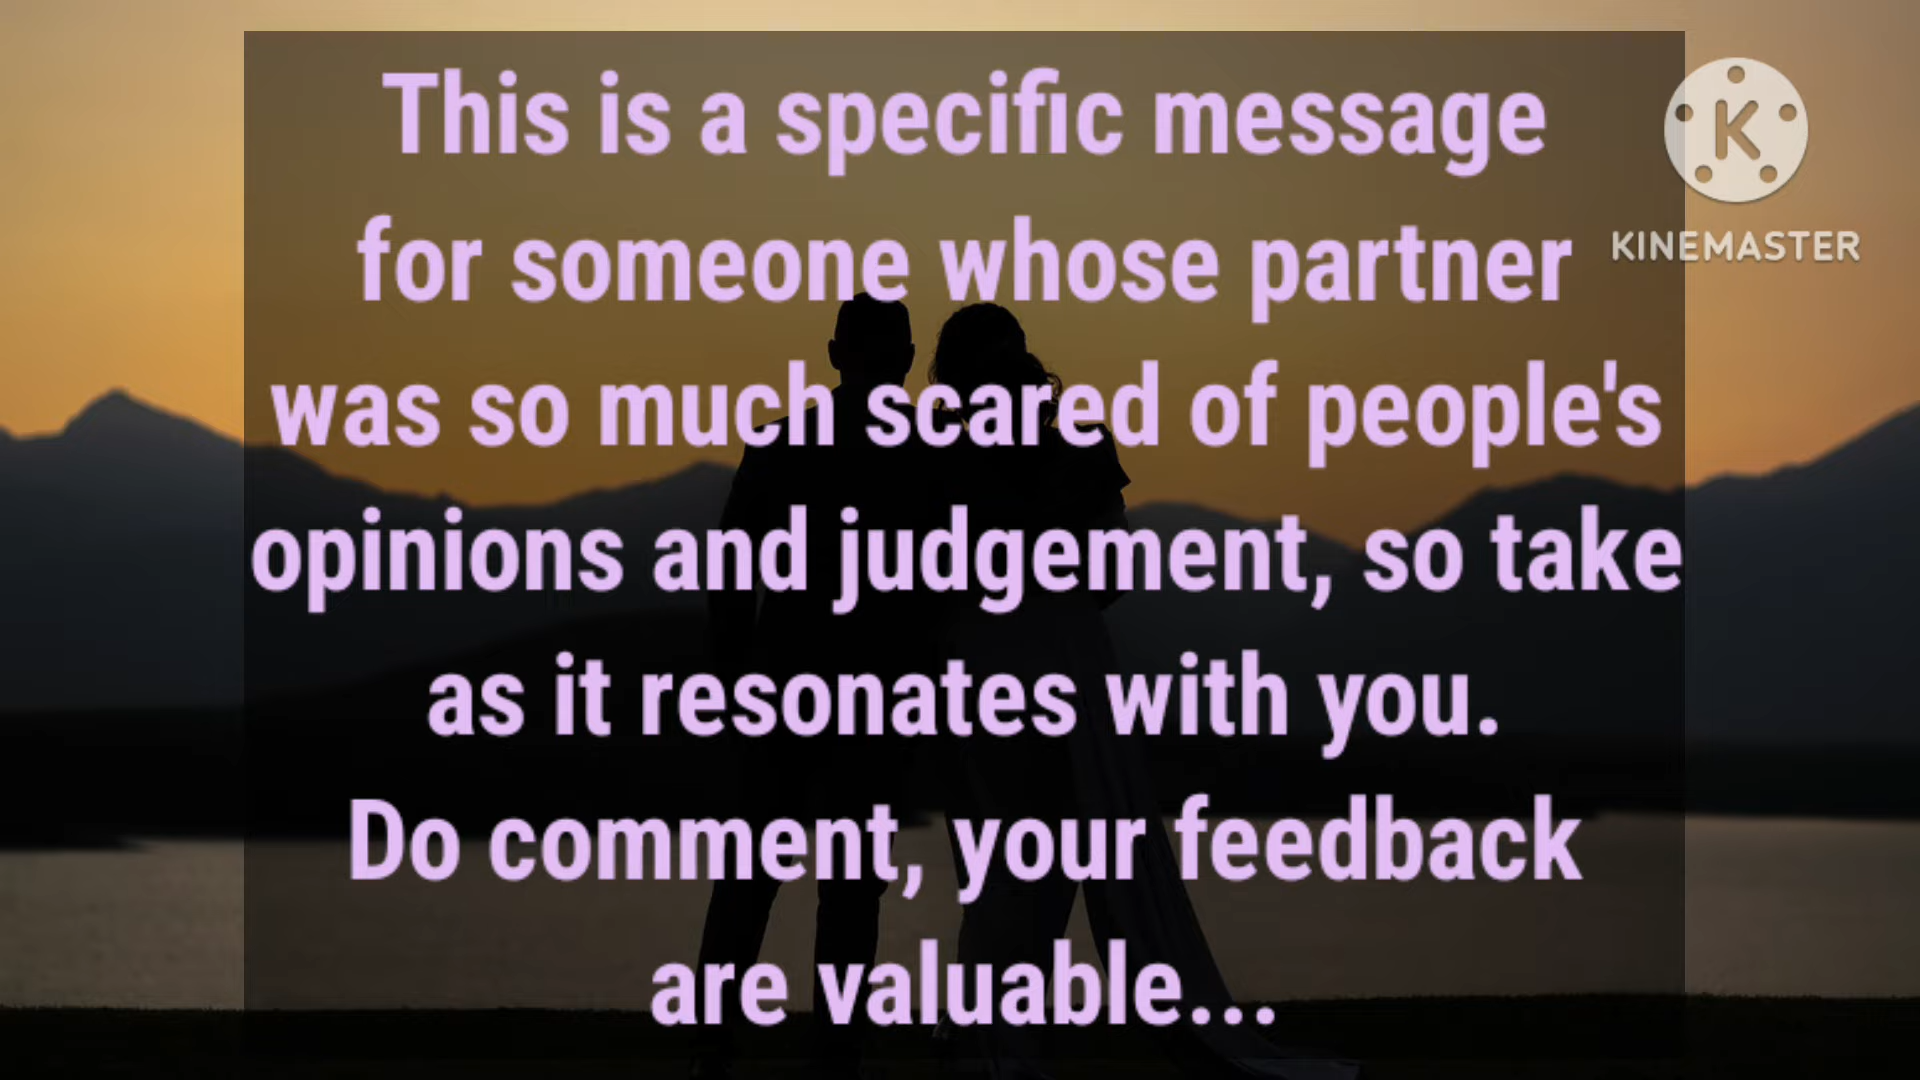 This is a specific message
for someone whose partner
was so much scared of people's
opinions and judgement, so take
as it resonates with you.
Do comment, your feedback
are valuable...
K
KINEMASTER